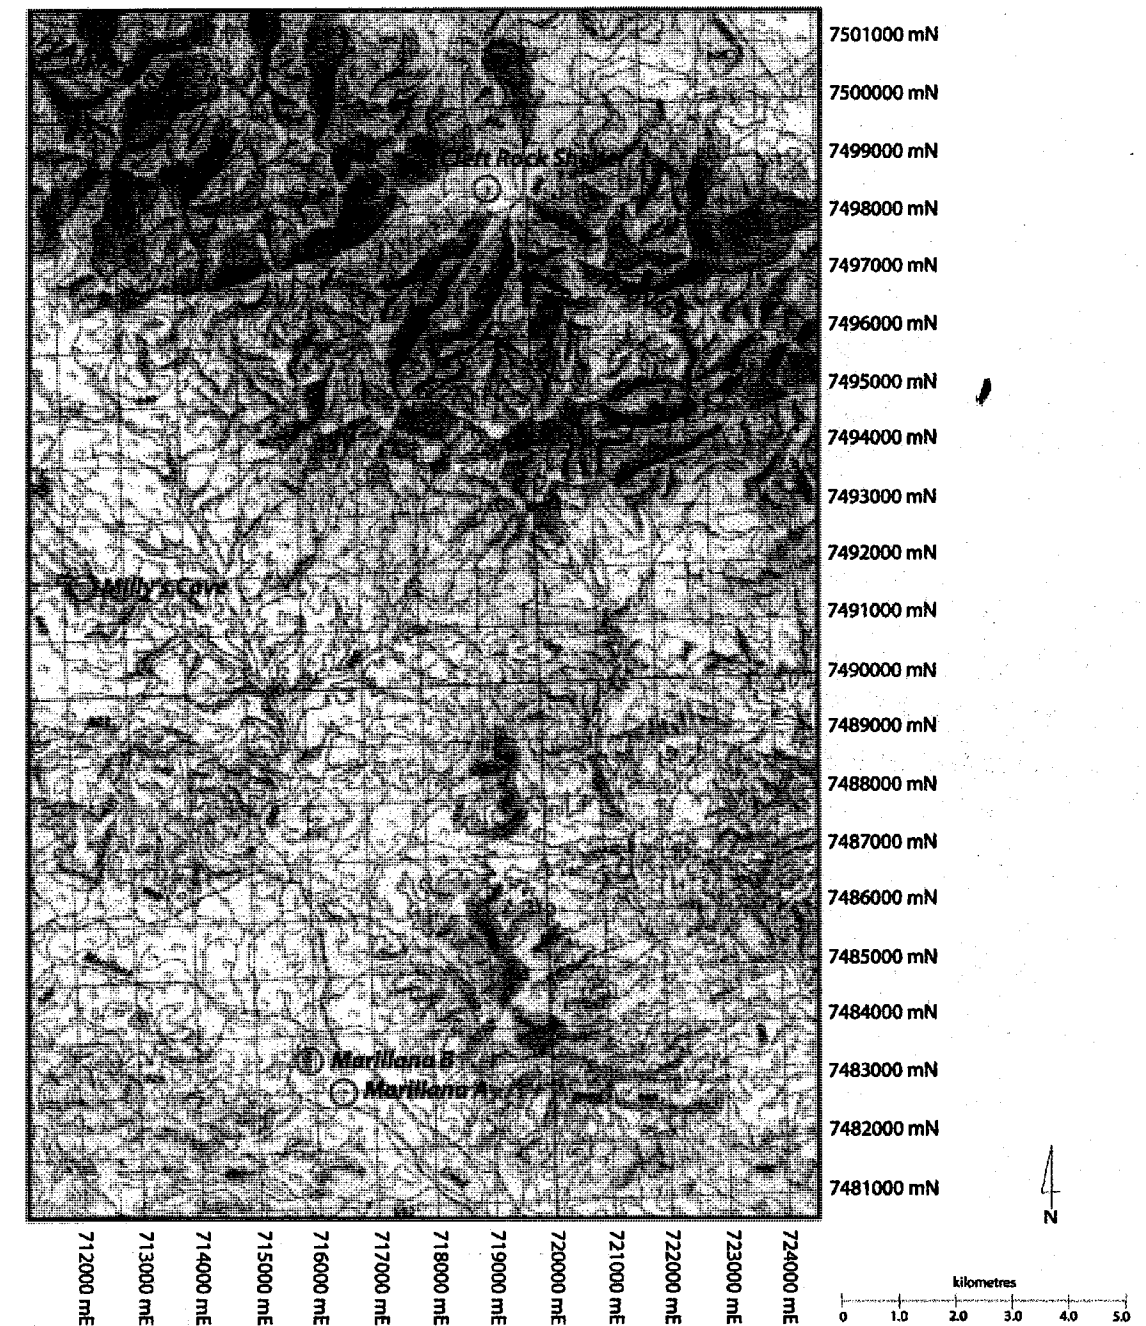 7501000 mN
7500000 mN
7499000 mN
Cleft Rock Shelter
7498000 mN
7497000 mN
7496000 mN
7495000 mN
7494000 mN
7493000 mN
7492000 mN
Milly's Cave
7491000 mN
7490000 mN
7489000 mN
7488000 mN
7487000 mN
7486000 mN
7485000 mN
7484000 mN
Marillana B
7483000 mN
Marillana A
7482000 mN
7481000 mN
N
712000 mE
713000 mE
714000 mE
715000 mE
716000 mE
717000 mE
718000 mE
719000 mE
720000 mE
721000 mE
722000 mE
723000 mE
724000 mE
kilometres
0 1.0 2.0 3.0 4.0 5.0